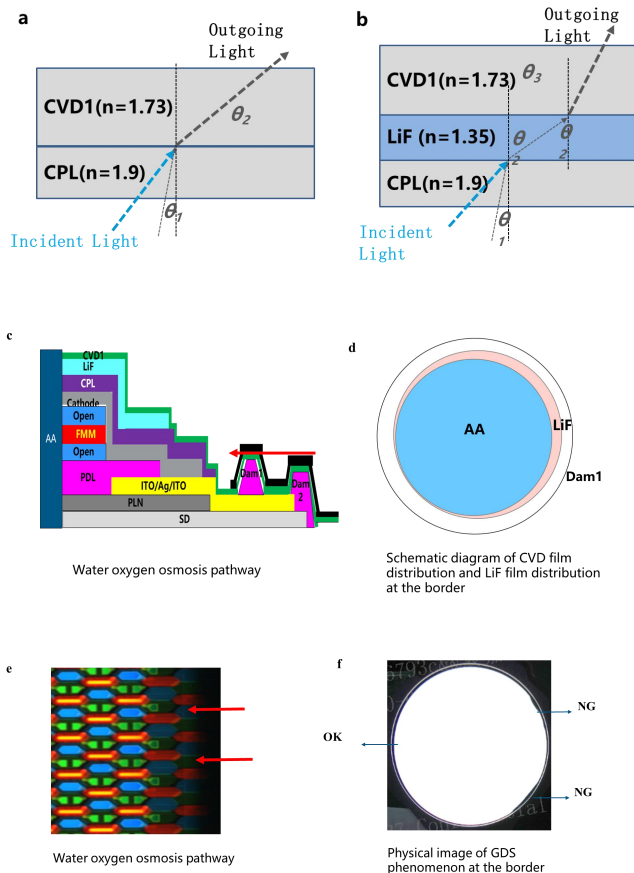 a
Outgoing
Light
CVD1(n=1.73)
θ2
CPL(n=1.9)
θ1
Incident Light
b
Outgoing
Light
CVD1(n=1.73)
θ3
LiF (n=1.35)
θ
2
θ
2
CPL(n=1.9)
θ
1
Incident
Light
c
CVD1
LiF
CPL
Cathode
AA
Open
FMM
Open
PDL
ITO/Ag/ITO
PLN
SD
Dam1
Dam
2
Water oxygen osmosis pathway
d
AA
LiF
Dam1
Schematic diagram of CVD film
distribution and LiF film distribution
at the border
e
Water oxygen osmosis pathway
f
OK
NG
NG
Physical image of GDS
phenomenon at the border